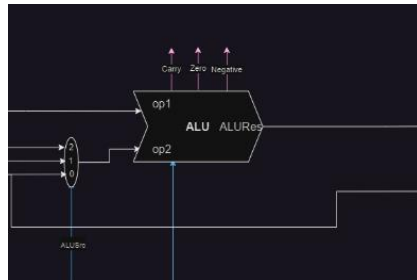 Carry Zero Negative
op1
ALU ALURes
op2
2
1
0
ALUSrc